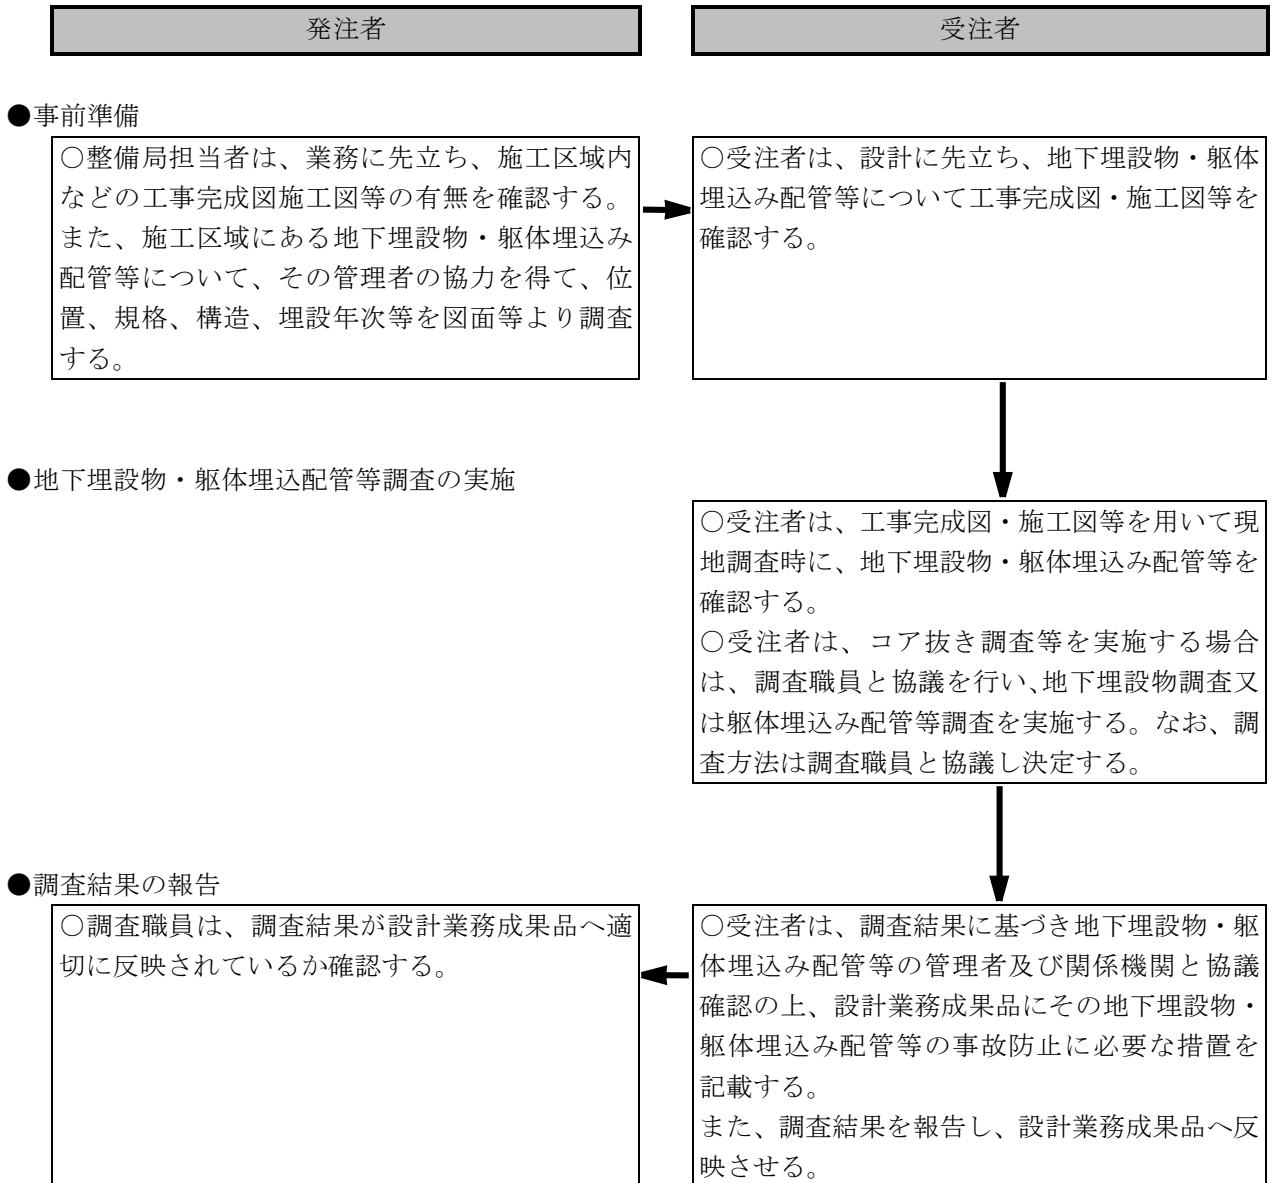 発注者
受注者
●事前準備
○整備局担当者は、業務に先立ち、施工区域内
などの工事完成図施工図等の有無を確認する。
また、施工区域にある地下埋設物・躯体埋込み
配管等について、その管理者の協力を得て、位
置、規格、構造、埋設年次等を図面等より調査
する。
○受注者は、設計に先立ち、地下埋設物・躯体
埋込み配管等について工事完成図・施工図等を
確認する。
●地下埋設物・躯体埋込配管等調査の実施
○受注者は、工事完成図・施工図等を用いて現
地調査時に、地下埋設物・躯体埋込み配管等を
確認する。
○受注者は、コア抜き調査等を実施する場合
は、調査職員と協議を行い、地下埋設物調査又
は躯体埋込み配管等調査を実施する。なお、調
査方法は調査職員と協議し決定する。
●調査結果の報告
○調査職員は、調査結果が設計業務成果品へ適
切に反映されているか確認する。
○受注者は、調査結果に基づき地下埋設物・躯
体埋込み配管等の管理者及び関係機関と協議
確認の上、設計業務成果品にその地下埋設物・
躯体埋込み配管等の事故防止に必要な措置を
記載する。
また、調査結果を報告し、設計業務成果品へ反
映させる。